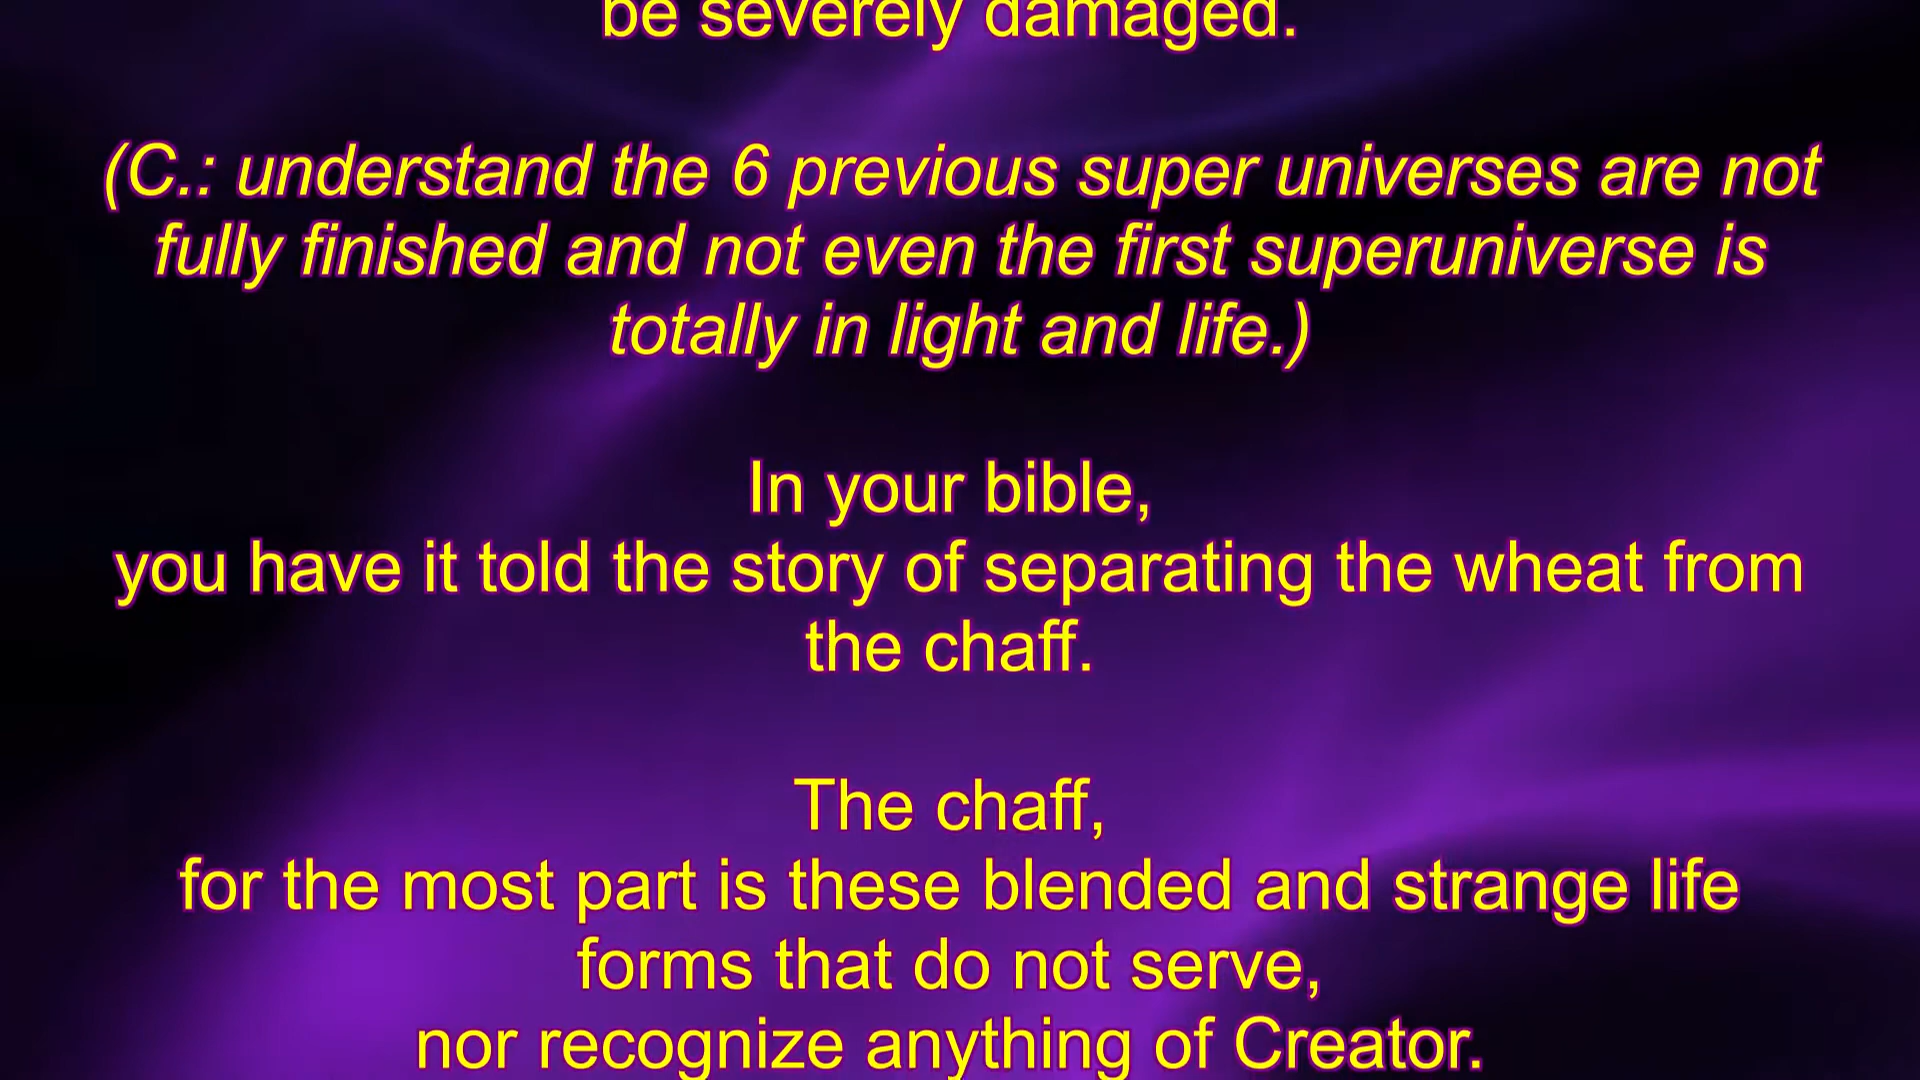 be severely damaged.
(C.: understand the 6 previous super universes are not
fully finished and not even the first superuniverse is
totally in light and life.)
In your bible,
you have it told the story of separating the wheat from
the chaff.
The chaff,
for the most part is these blended and strange life
forms that do not serve,
nor recognize anything of Creator.